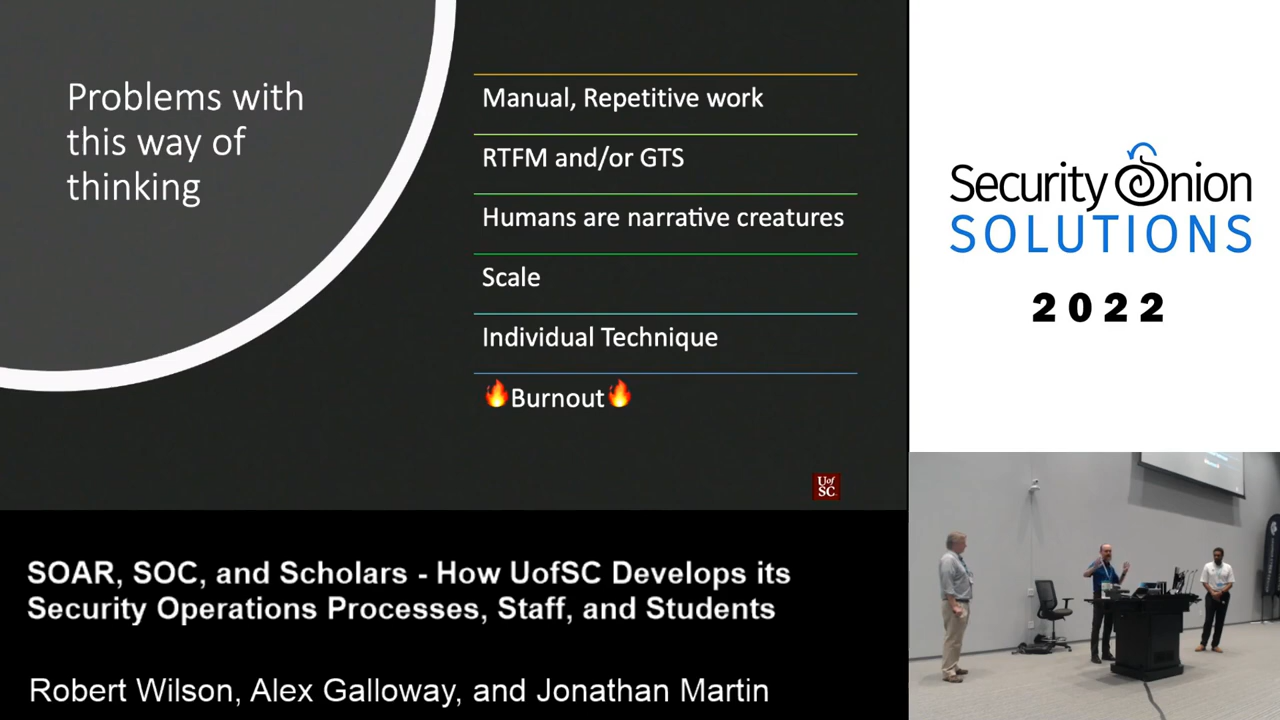 Problems with
this way of
thinking
Manual, Repetitive work
RTFM and/or GTS
Humans are narrative creatures
Scale
Individual Technique
🔥Burnout🔥
Uof
SC
Security Onion
SOLUTIONS
2022
SOAR, SOC, and Scholars - How UofSC Develops its
Security Operations Processes, Staff, and Students
Robert Wilson, Alex Galloway, and Jonathan Martin